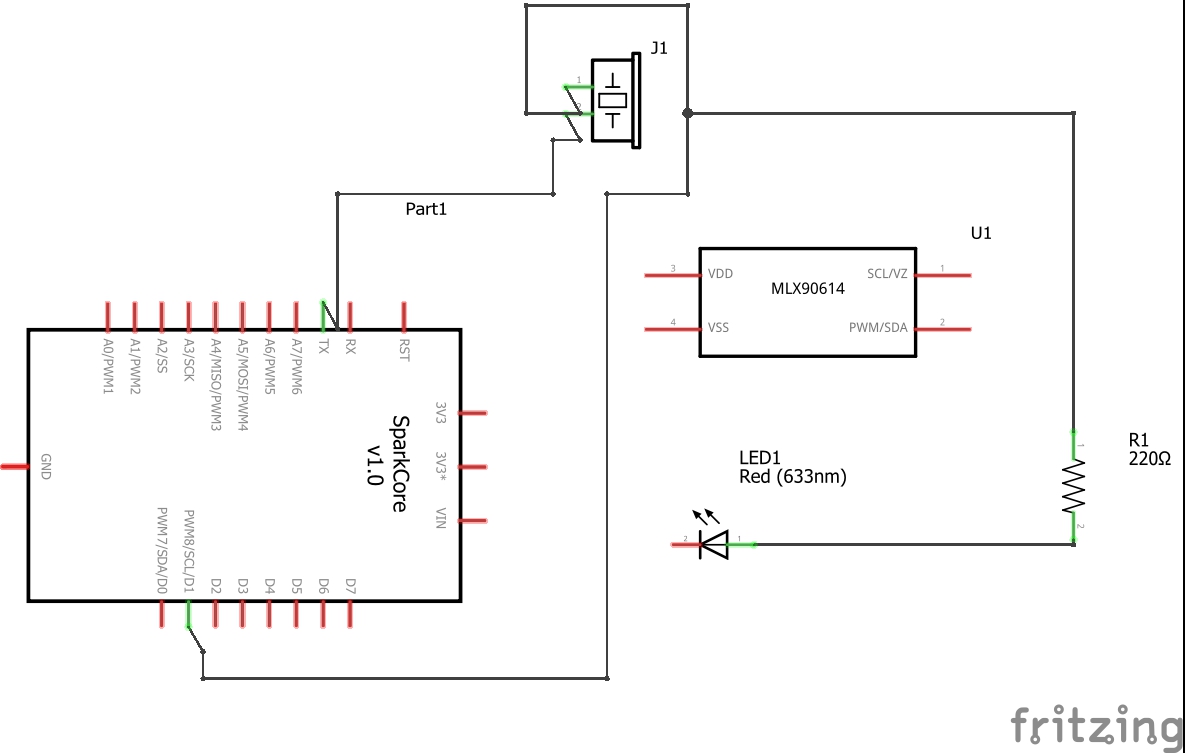 J1
1
2
Part1
U1
3
VDD
SCL/VZ
1
MLX90614
4
VSS
PWM/SDA
2
A0/PWM1
A1/PWM2
A2/SS
A3/SCK
A4/MISO/PWM3
A5/MOSI/PWM4
A6/PWM5
A7/PWM6
TX
RX
RST
3V3
3V3*
VIN
GND
SparkCore
v1.0
PWM7/SDA/D0
PWM8/SCL/D1
D2
D3
D4
D5
D6
D7
LED1
Red (633nm)
2
1
R1
220Ω
1
2
fritzing